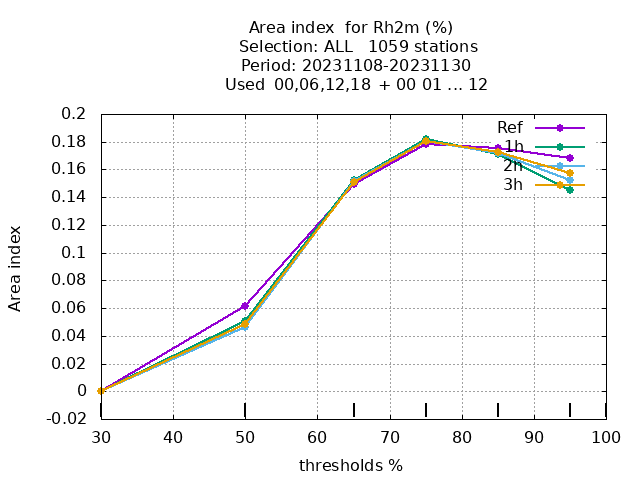 Area index  for Rh2m (%)
Selection: ALL   1059 stations
Period: 20231108-20231130
Used  00,06,12,18  + 00 01 ... 12
0.2
0.18
0.16
0.14
0.12
0.1
0.08
0.06
0.04
0.02
0
-0.02
Area index
Ref
1h
2h
3h
30
40
50
60
70
80
90
100
thresholds %